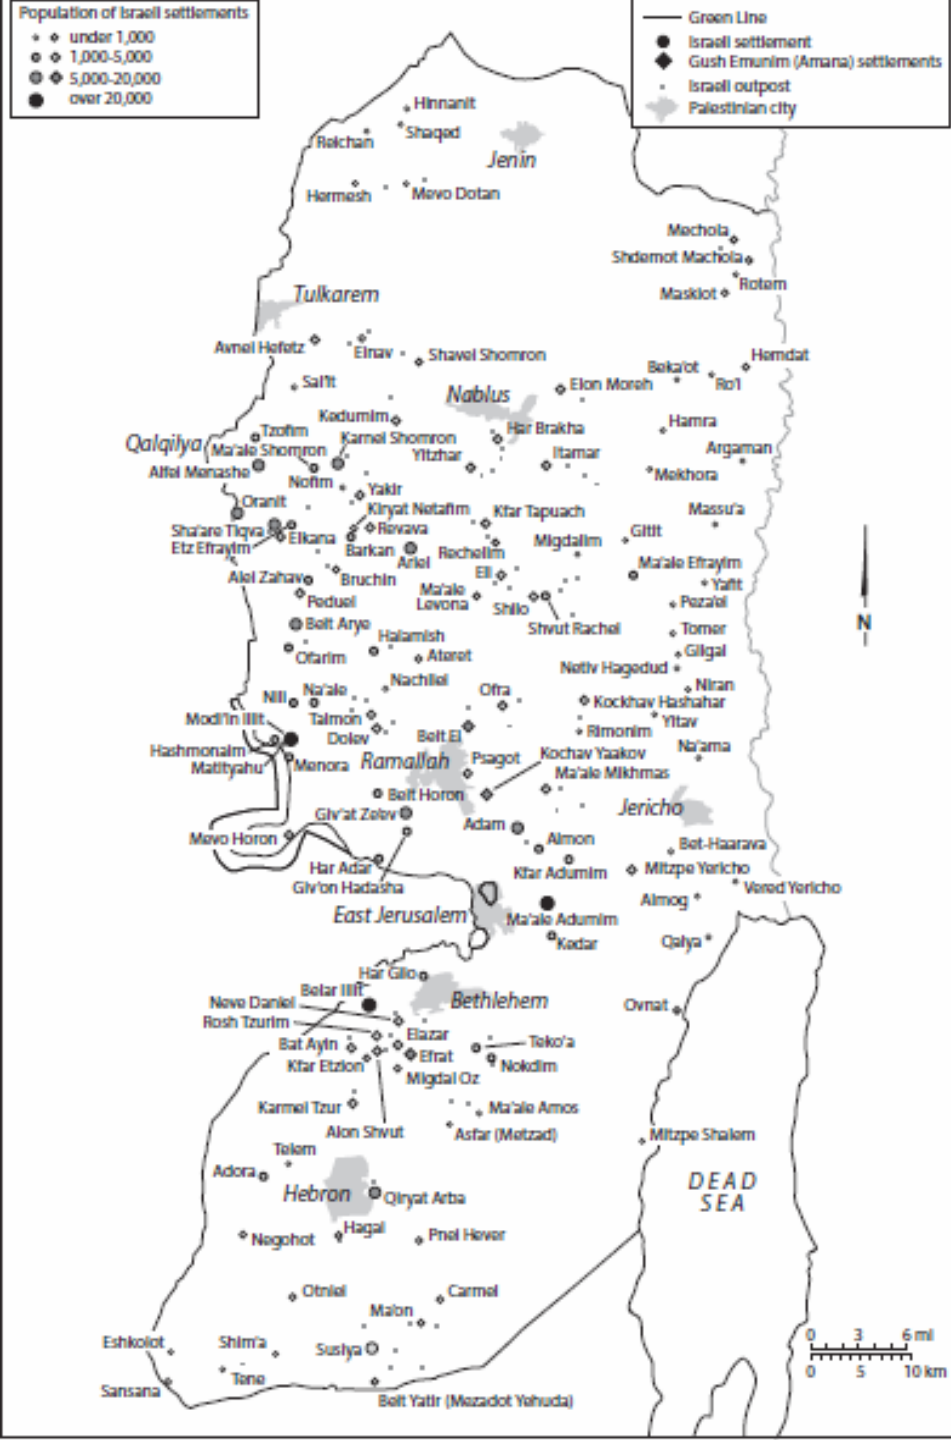 Population of Israeli settlements
under 1,000
1,000-5,000
5,000-20,000
over 20,000
Green Line
Israeli settlement
Gush Emunim (Amana) settlements
Israeli outpost
Palestinian city
Hinnanit
Shaqed
Reichan
Jenin
Hermesh
Mevo Dotan
Mechola
Shdemot Machola
Rotem
Maskiot
Tulkarem
Avnei Hefetz
Einav
Shavei Shomron
Hemdat
Beka'ot
Ro'i
Sal'it
Elon Moreh
Nablus
Kedumim
Hamra
Tzofim
Har Brakha
Qalqilya
Karnei Shomron
Ma'ale Shomron
Argaman
Yitzhar
Itamar
Alfei Menashe
Mekhora
Nofim
Yakir
Oranit
Kiryat Netafim
Kfar Tapuach
Massu'a
Sha'are Tiqva
Elkana
Revava
Gitit
Etz Efrayim
Barkan
Rechelim
Migdalim
Ariel
Ma'ale Efrayim
Eli
Alei Zahav
Bruchin
Yafit
Ma'ale
Levona
Peduel
Shilo
Peza'el
Beit Arye
Shvut Rachel
Tomer
Halamish
Gilgal
Ofarim
Ateret
Netiv Hagedud
Nachliel
Niran
Nili
Na'ale
Ofra
Kockhav Hashahar
Modi'in Illit
Talmon
Yitav
Dolev
Beit El
Rimonim
Hashmonaim
Na'ama
Matityahu
Menora
Ramallah
Psagot
Kochav Yaakov
Ma'ale Mikhmas
Beit Horon
Jericho
Giv'at Ze'ev
Adam
Mevo Horon
Almon
Bet-Haarava
Har Adar
Kfar Adumim
Mitzpe Yericho
Giv'on Hadasha
Vered Yericho
Almog
East Jerusalem
Ma'ale Adumim
Kedar
Qalya
Har Gilo
Betar Illit
Neve Daniel
Bethlehem
Ovnat
Rosh Tzurim
Elazar
Bat Ayin
Teko'a
Efrat
Kfar Etzion
Nokdim
Migdal Oz
Karmei Tzur
Ma'ale Amos
Alon Shvut
Asfar (Metzad)
Mitzpe Shalem
Telem
Adora
DEAD
SEA
Hebron
Qiryat Arba
Negohot
Hagai
Pnei Hever
Otniel
Carmel
Ma'on
Eshkolot
Shim'a
Susiya
Tene
Sansana
Beit Yatir (Mezadot Yehuda)
N
0 3 6 mi
0 5 10 km